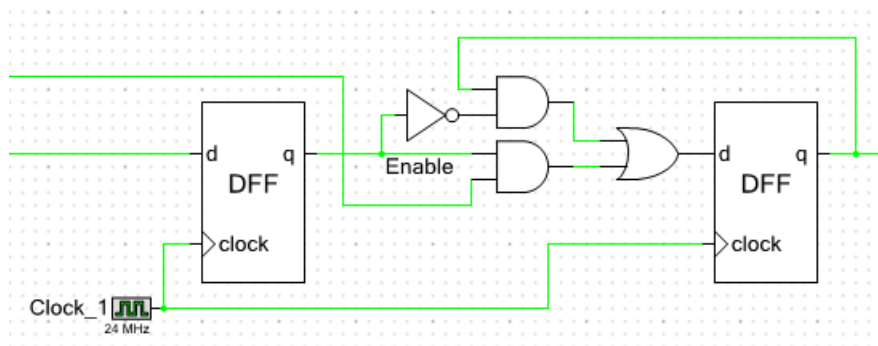 d q
DFF
clock
Enable
d q
DFF
clock
Clock_1
24 MHz